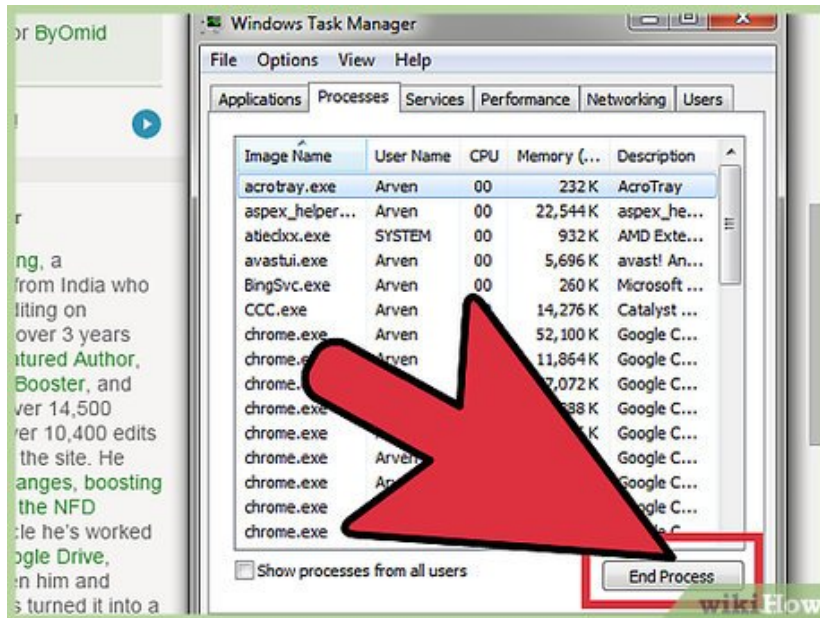 or ByOmid
r
ng, a
from India who
diting on
over 3 years
atured Author,
Booster, and
ver 14,500
ver 10,400 edits
the site. He
anges, boosting
the NFD
cle he's worked
ogle Drive,
en him and
s turned it into a
Windows Task Manager
File Options View Help
Applications Processes Services Performance Networking Users
Image Name User Name CPU Memory (... Description
acrotray.exe Arven 00 232 K AcroTray
aspex_helper... Arven 00 22,544 K aspex_he...
atieclxx.exe SYSTEM 00 932 K AMD Exte...
avastui.exe Arven 00 5,696 K avast! An...
BingSvc.exe Arven 00 260 K Microsoft ...
CCC.exe Arven 14,276 K Catalyst ...
chrome.exe Arven 52,100 K Google C...
chrome.exe Arven 11,864 K Google C...
chrome. 7,072 K Google C...
chrome.exe K Google C...
chrome.exe K Google C...
chrome.exe Arven Google C...
chrome.exe Google C...
chrome.exe
chrome.exe
Show processes from all users
End Process
wikiHow